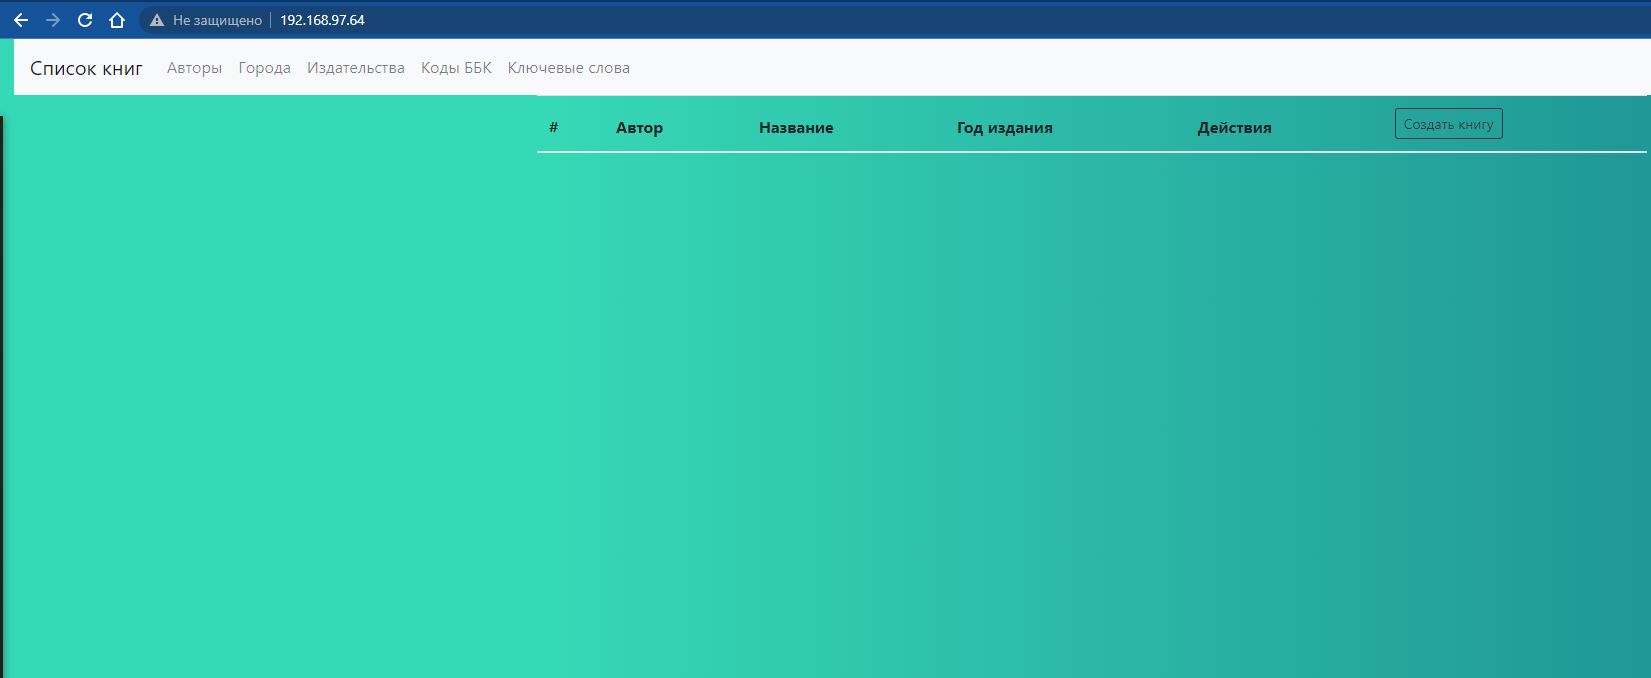 Не защищено 192.168.97.64
Список книг Авторы Города Издательства Коды ББК Ключевые слова
# Автор Название Год издания Действия Создать книгу